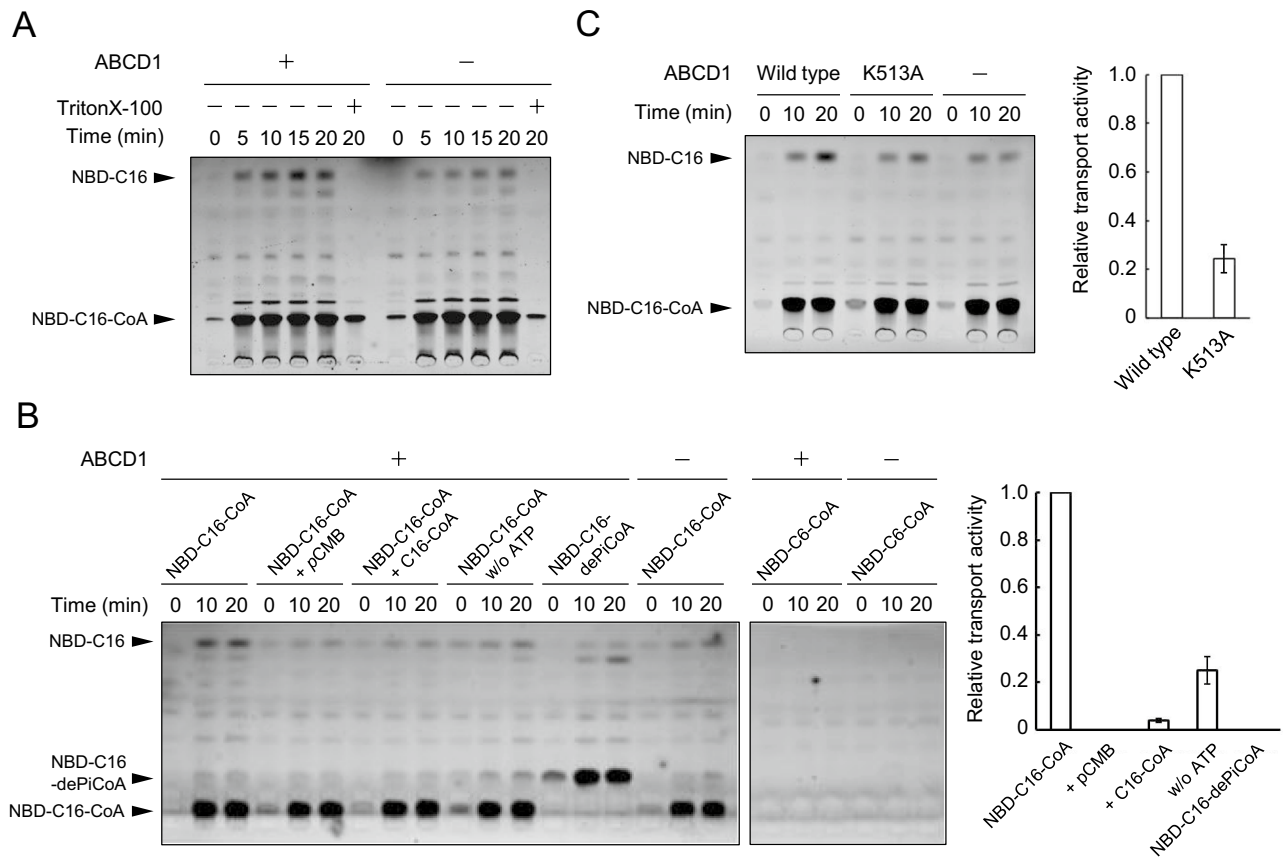 A
ABCD1 + −
TritonX-100 − − − − − + − − − − − +
Time (min) 0 5 10 15 20 20 0 5 10 15 20 20
NBD-C16
NBD-C16-CoA
C
ABCD1 Wild type K513A −
Time (min) 0 10 20 0 10 20 0 10 20
NBD-C16
NBD-C16-CoA
Relative transport activity
1.0
0.8
0.6
0.4
0.2
0
Wild type
K513A
B
ABCD1 + − + −
NBD-C16-CoA
NBD-C16-CoA
+ pCMB
NBD-C16-CoA
+ C16-CoA
NBD-C16-CoA
w/o ATP
NBD-C16-
dePiCoA
NBD-C16-CoA
NBD-C6-CoA
NBD-C6-CoA
Time (min) 0 10 20 0 10 20 0 10 20 0 10 20 0 10 20 0 10 20 0 10 20 0 10 20
NBD-C16
NBD-C16
-dePiCoA
NBD-C16-CoA
Relative transport activity
1.0
0.8
0.6
0.4
0.2
0
NBD-C16-CoA
+ pCMB
+ C16-CoA
w/o ATP
NBD-C16-dePiCoA